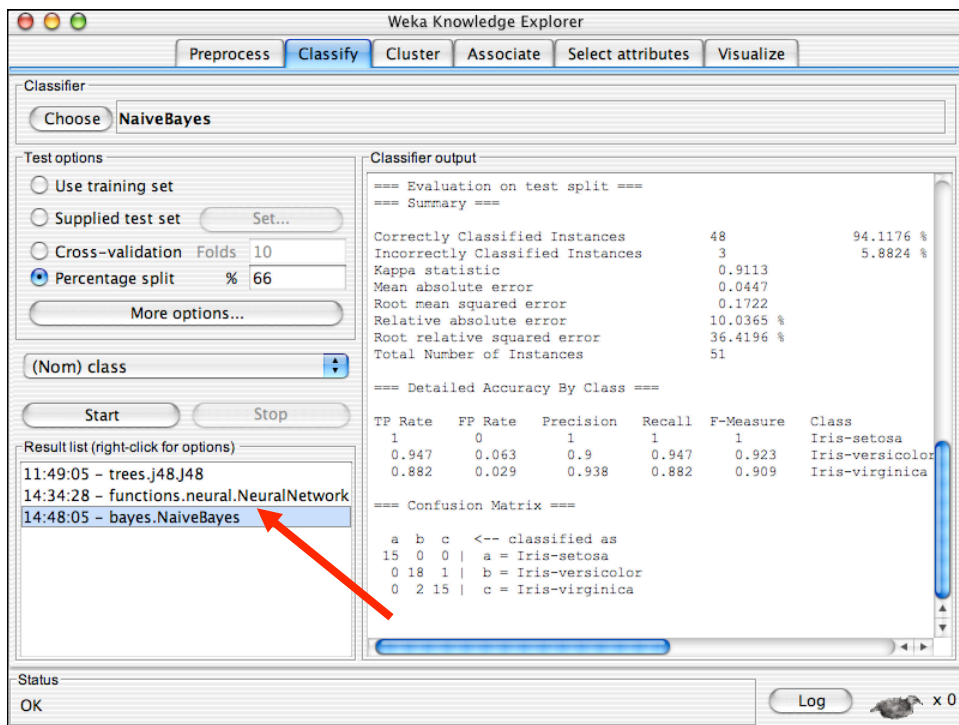 Weka Knowledge Explorer
Preprocess Classify Cluster Associate Select attributes Visualize
Classifier
Choose NaiveBayes
Test options
Use training set
Supplied test set Set...
Cross-validation Folds 10
Percentage split % 66
More options...
(Nom) class
Start Stop
Result list (right-click for options)
11:49:05 – trees.j48.J48
14:34:28 – functions.neural.NeuralNetwork
14:48:05 – bayes.NaiveBayes
Classifier output
=== Evaluation on test split ===
=== Summary ===
Correctly Classified Instances 48 94.1176 %
Incorrectly Classified Instances 3 5.8824 %
Kappa statistic 0.9113
Mean absolute error 0.0447
Root mean squared error 0.1722
Relative absolute error 10.0365 %
Root relative squared error 36.4196 %
Total Number of Instances 51
=== Detailed Accuracy By Class ===
TP Rate FP Rate Precision Recall F-Measure Class
1 0 1 1 1 Iris-setosa
0.947 0.063 0.9 0.947 0.923 Iris-versicolor
0.882 0.029 0.938 0.882 0.909 Iris-virginica
=== Confusion Matrix ===
a b c <-- classified as
15 0 0 | a = Iris-setosa
0 18 1 | b = Iris-versicolor
0 2 15 | c = Iris-virginica
Status
OK
Log x 0